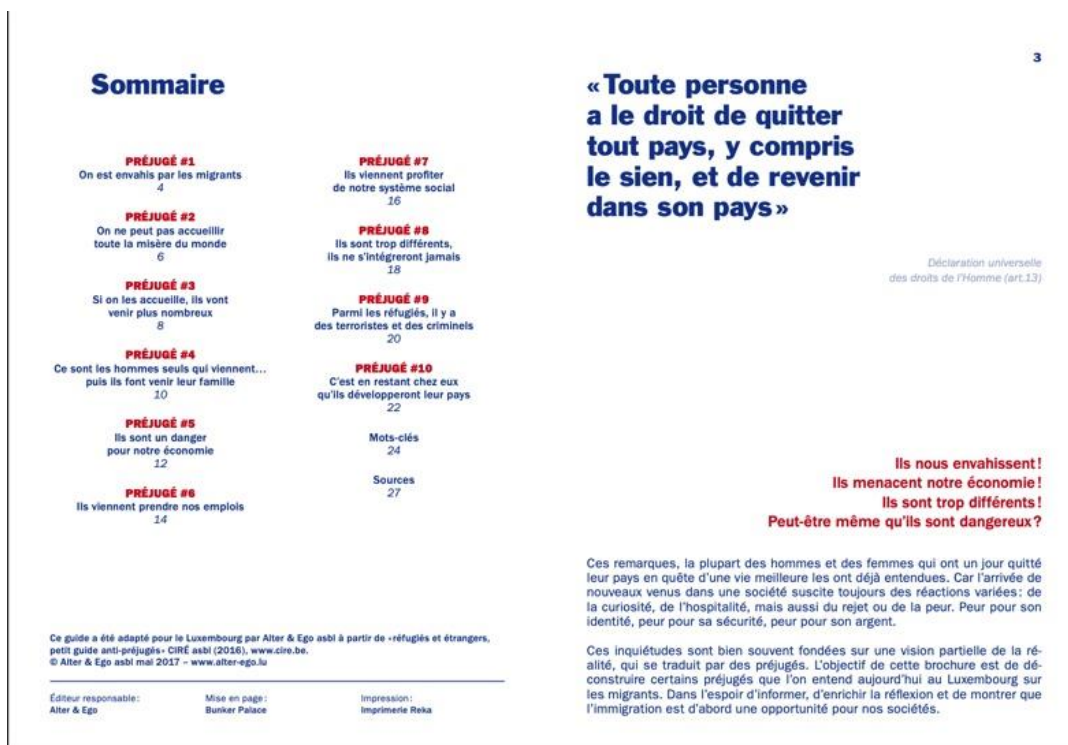 Sommaire
PRÉJUGÉ #1
On est envahis par les migrants
4
PRÉJUGÉ #2
On ne peut pas accueillir
toute la misère du monde
6
PRÉJUGÉ #3
Si on les accueille, ils vont
venir plus nombreux
8
PRÉJUGÉ #4
Ce sont les hommes seuls qui viennent...
puis ils font venir leur famille
10
PRÉJUGÉ #5
Ils sont un danger
pour notre économie
12
PRÉJUGÉ #6
Ils viennent prendre nos emplois
14
PRÉJUGÉ #7
Ils viennent profiter
de notre système social
16
PRÉJUGÉ #8
Ils sont trop différents,
ils ne s'intégreront jamais
18
PRÉJUGÉ #9
Parmi les réfugiés, il y a
des terroristes et des criminels
20
PRÉJUGÉ #10
C'est en restant chez eux
qu'ils développeront leur pays
22
Mots-clés
24
Sources
27
Ce guide a été adapté pour le Luxembourg par Alter & Ego asbl à partir de «réfugiés et étrangers,
petit guide anti-préjugés» CIRÉ asbl (2016), www.cire.be.
© Alter & Ego asbl mai 2017 – www.alter-ego.lu
Éditeur responsable:
Alter & Ego
Mise en page:
Bunker Palace
Impression:
Imprimerie Reka
3
«Toute personne
a le droit de quitter
tout pays, y compris
le sien, et de revenir
dans son pays»
Déclaration universelle
des droits de l'Homme (art.13)
Ils nous envahissent!
Ils menacent notre économie!
Ils sont trop différents!
Peut-être même qu'ils sont dangereux?
Ces remarques, la plupart des hommes et des femmes qui ont un jour quitté
leur pays en quête d'une vie meilleure les ont déjà entendues. Car l'arrivée de
nouveaux venus dans une société suscite toujours des réactions variées: de
la curiosité, de l'hospitalité, mais aussi du rejet ou de la peur. Peur pour son
identité, peur pour sa sécurité, peur pour son argent.
Ces inquiétudes sont bien souvent fondées sur une vision partielle de la ré-
alité, qui se traduit par des préjugés. L'objectif de cette brochure est de dé-
construire certains préjugés que l'on entend aujourd'hui au Luxembourg sur
les migrants. Dans l'espoir d'informer, d'enrichir la réflexion et de montrer que
l'immigration est d'abord une opportunité pour nos sociétés.